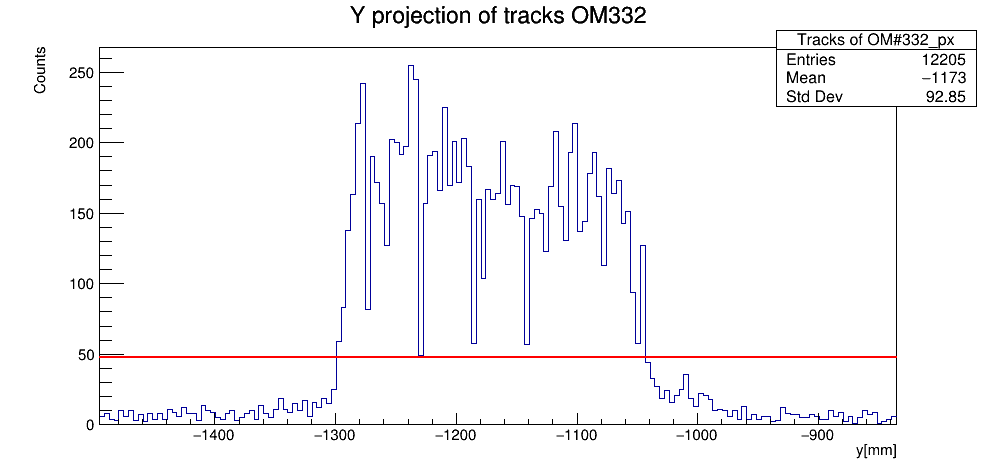 Y projection of tracks OM332
Tracks of OM#332_px
Entries 12205
Mean −1173
Std Dev 92.85
Counts
250
200
150
100
50
0
−1400 −1300 −1200 −1100 −1000 −900
y[mm]